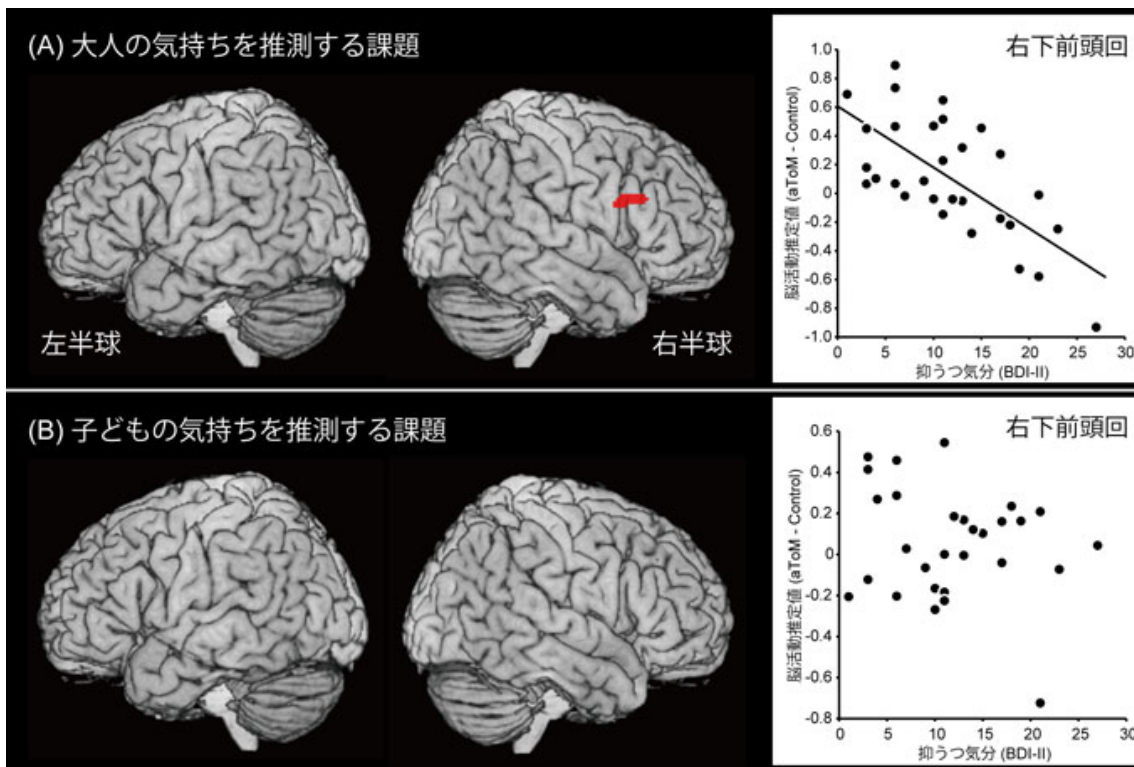 (A) 大人の気持ちを推測する課題
左半球
右半球
右下前頭回
脳活動推定値 (aToM - Control)
1.0
0.8
0.6
0.4
0.2
0
-0.2
-0.4
-0.6
-0.8
-1.0
0 5 10 15 20 25 30
抑うつ気分 (BDI-II)
(B) 子どもの気持ちを推測する課題
右下前頭回
脳活動推定値 (aToM - Control)
0.6
0.4
0.2
0
-0.2
-0.4
-0.6
-0.8
0 5 10 15 20 25 30
抑うつ気分 (BDI-II)